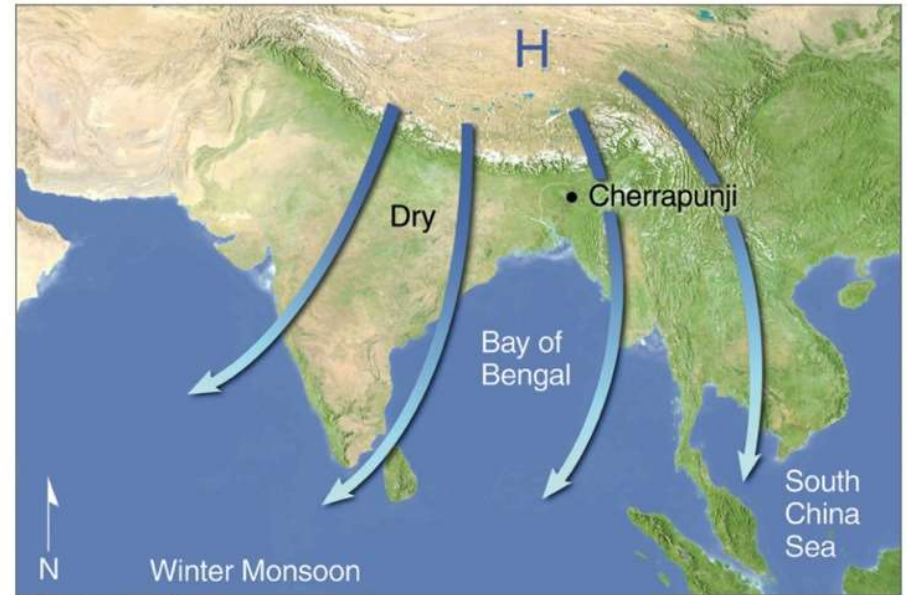 H
Cherrapunji
Dry
Bay of
Bengal
South
China
Sea
N
Winter Monsoon